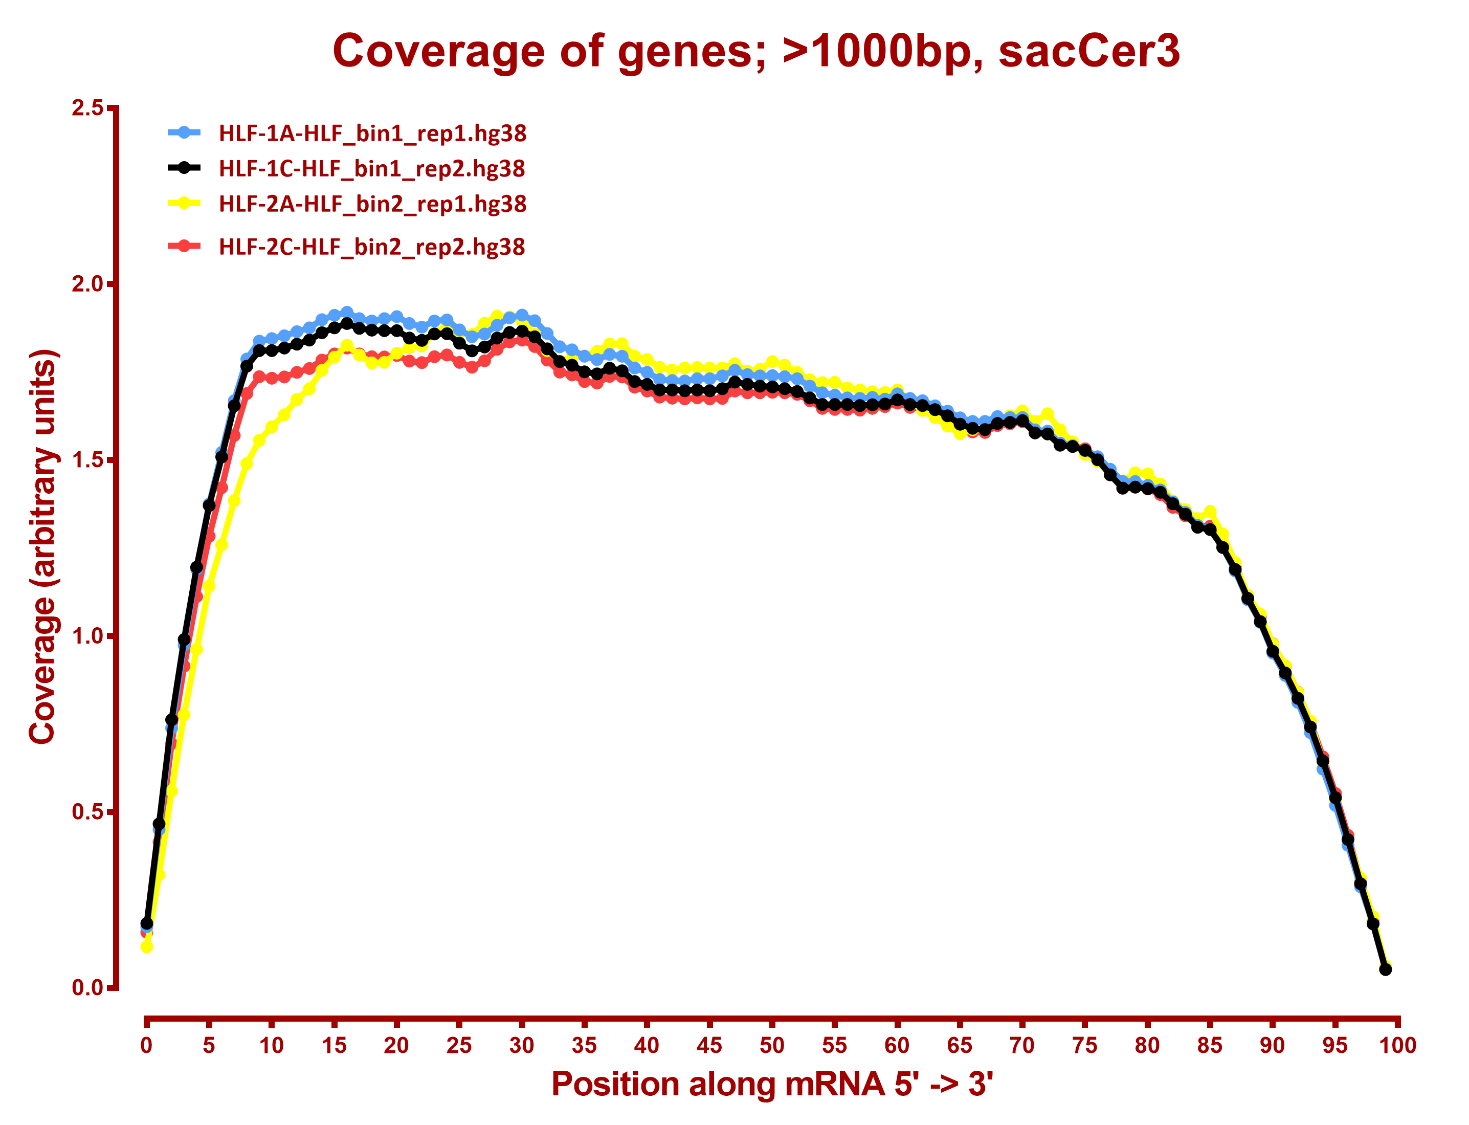 Coverage of genes; >1000bp, sacCer3
HLF-1A-HLF_bin1_rep1.hg38
HLF-1C-HLF_bin1_rep2.hg38
HLF-2A-HLF_bin2_rep1.hg38
HLF-2C-HLF_bin2_rep2.hg38
Coverage (arbitrary units)
2.5
2.0
1.5
1.0
0.5
0.0
0 5 10 15 20 25 30 35 40 45 50 55 60 65 70 75 80 85 90 95 100
Position along mRNA 5' -> 3'